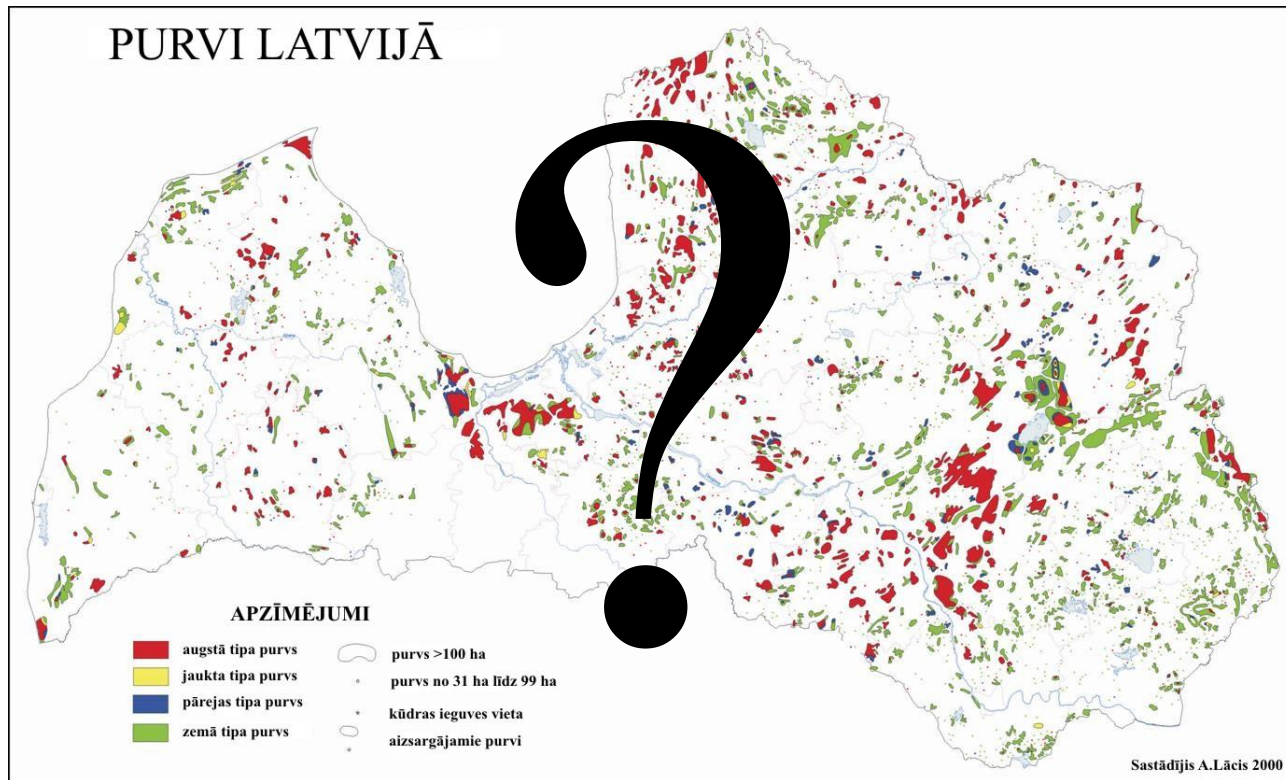 PURVI LATVIJĀ
?
APZĪMĒJUMI
augstā tipa purvs
jaukta tipa purvs
pārejas tipa purvs
zemā tipa purvs
purvs >100 ha
purvs no 31 ha līdz 99 ha
kūdras ieguves vieta
aizsargājamie purvi
Sastādījis A.Lācis 2000